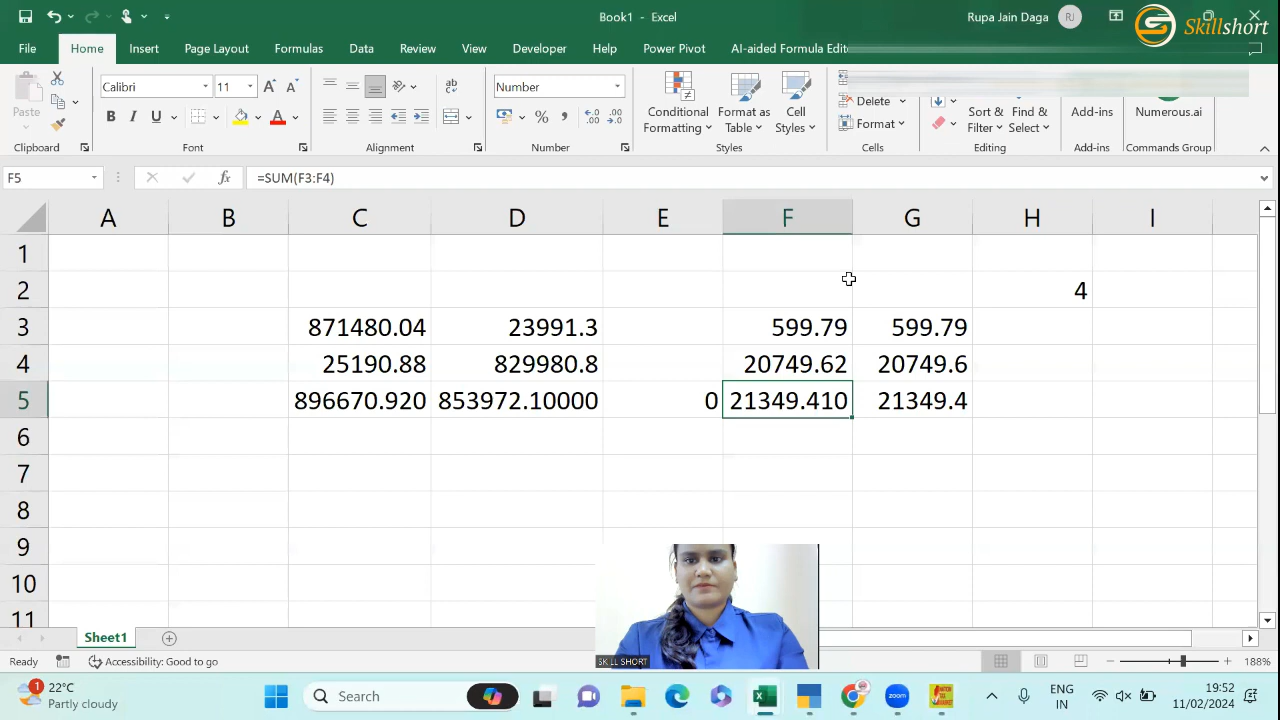 Book1 - Excel
Rupa Jain Daga
RJ
Skillshort
File Home Insert Page Layout Formulas Data Review View Developer Help Power Pivot AI-aided Formula Edit
Calibri 11 Number
Paste
Conditional Formatting
Format as Table
Cell Styles
Delete
Format
Sort & Filter
Find & Select
Add-ins
Numerous.ai
Clipboard Font Alignment Number Styles Cells Editing Add-ins Commands Group
F5 fx =SUM(F3:F4)
A B C D E F G H I
1
2 4
3 871480.04 23991.3 599.79 599.79
4 25190.88 829980.8 20749.62 20749.6
5 896670.920 853972.10000 0 21349.410 21349.4
6
7
8
9
10
11
SKILL SHORT
Sheet1
Ready Accessibility: Good to go 188%
1 22°C
Partly cloudy
Search
ENG
IN
19:52
11/02/2024